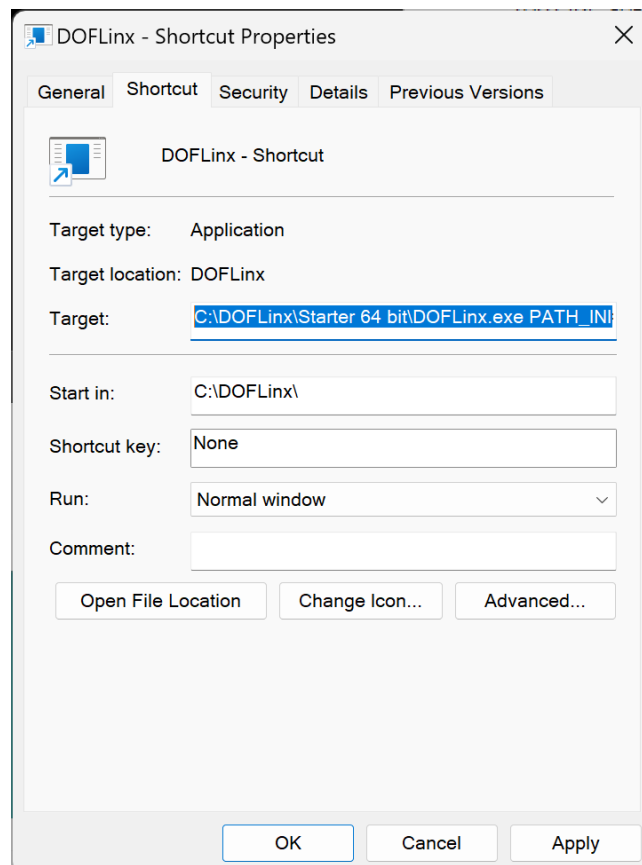 DOFLinx - Shortcut Properties
General Shortcut Security Details Previous Versions
DOFLinx - Shortcut
Target type: Application
Target location: DOFLinx
Target: C:\DOFLinx\Starter 64 bit\DOFLinx.exe PATH_INI=
Start in: C:\DOFLinx\
Shortcut key: None
Run: Normal window
Comment:
Open File Location Change Icon... Advanced...
OK Cancel Apply